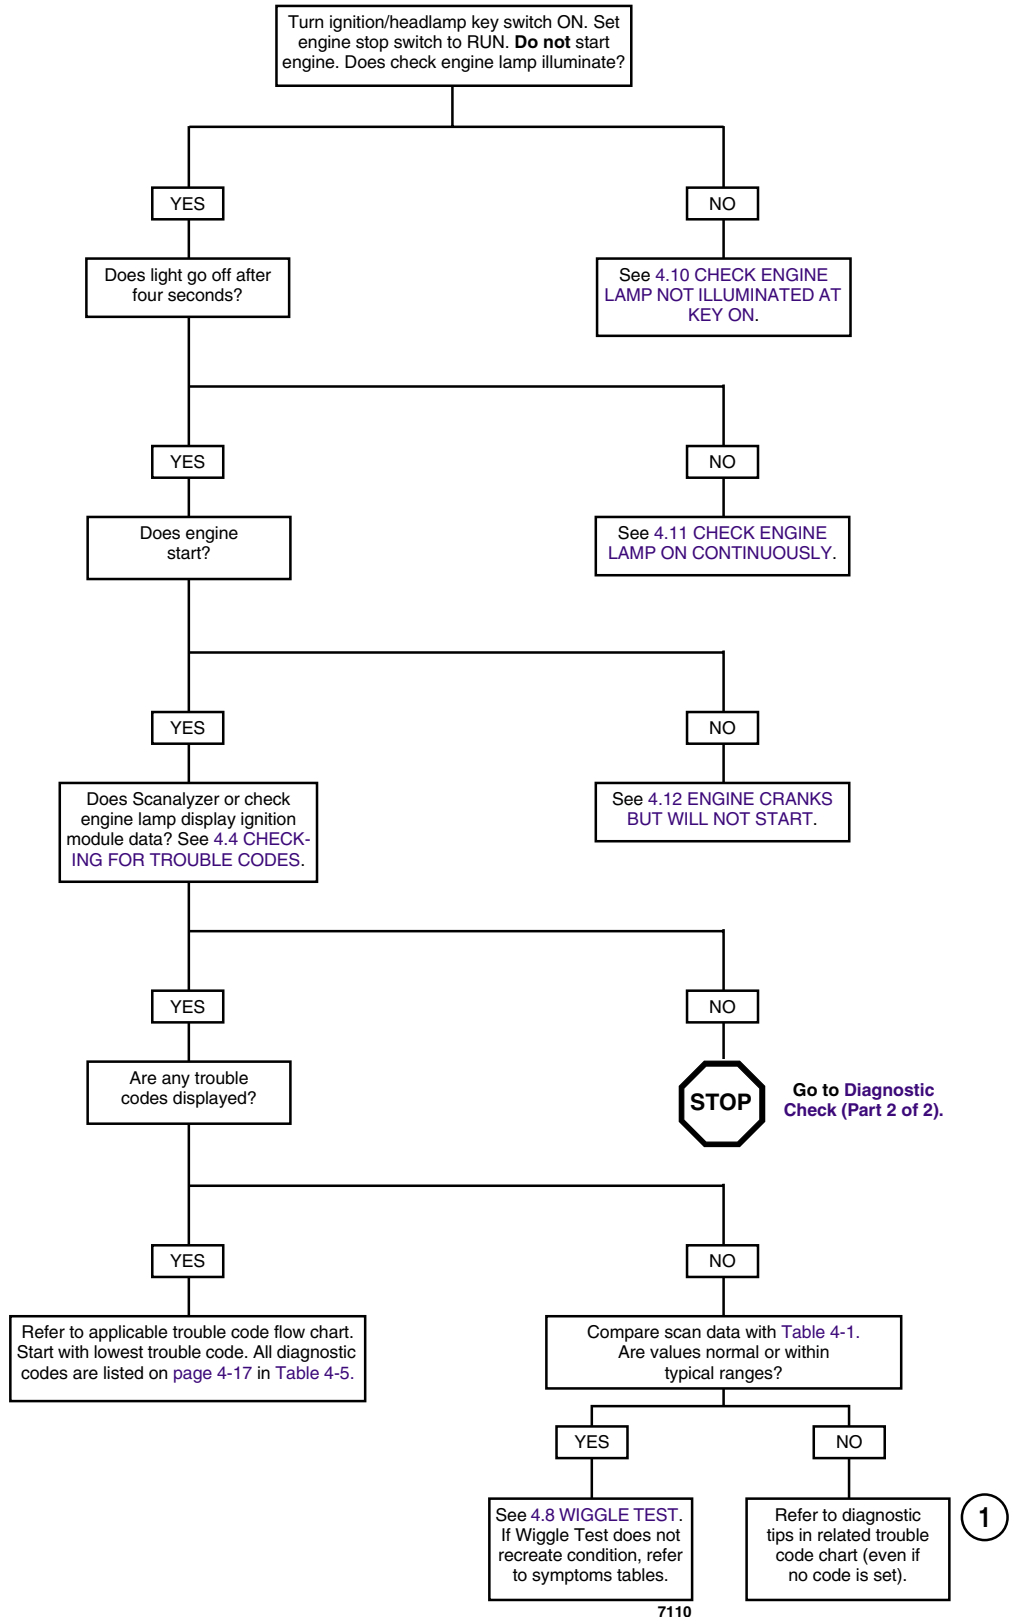 Turn ignition/headlamp key switch ON. Set
engine stop switch to RUN. Do not start
engine. Does check engine lamp illuminate?
YES
NO
Does light go off after
four seconds?
See 4.10 CHECK ENGINE
LAMP NOT ILLUMINATED AT
KEY ON.
YES
NO
Does engine
start?
See 4.11 CHECK ENGINE
LAMP ON CONTINUOUSLY.
YES
NO
Does Scanalyzer or check
engine lamp display ignition
module data? See 4.4 CHECK-
ING FOR TROUBLE CODES.
See 4.12 ENGINE CRANKS
BUT WILL NOT START.
YES
NO
Are any trouble
codes displayed?
STOP
Go to Diagnostic
Check (Part 2 of 2).
YES
NO
Refer to applicable trouble code flow chart.
Start with lowest trouble code. All diagnostic
codes are listed on page 4-17 in Table 4-5.
Compare scan data with Table 4-1.
Are values normal or within
typical ranges?
YES
NO
See 4.8 WIGGLE TEST.
If Wiggle Test does not
recreate condition, refer
to symptoms tables.
Refer to diagnostic
tips in related trouble
code chart (even if
no code is set).
1
7110